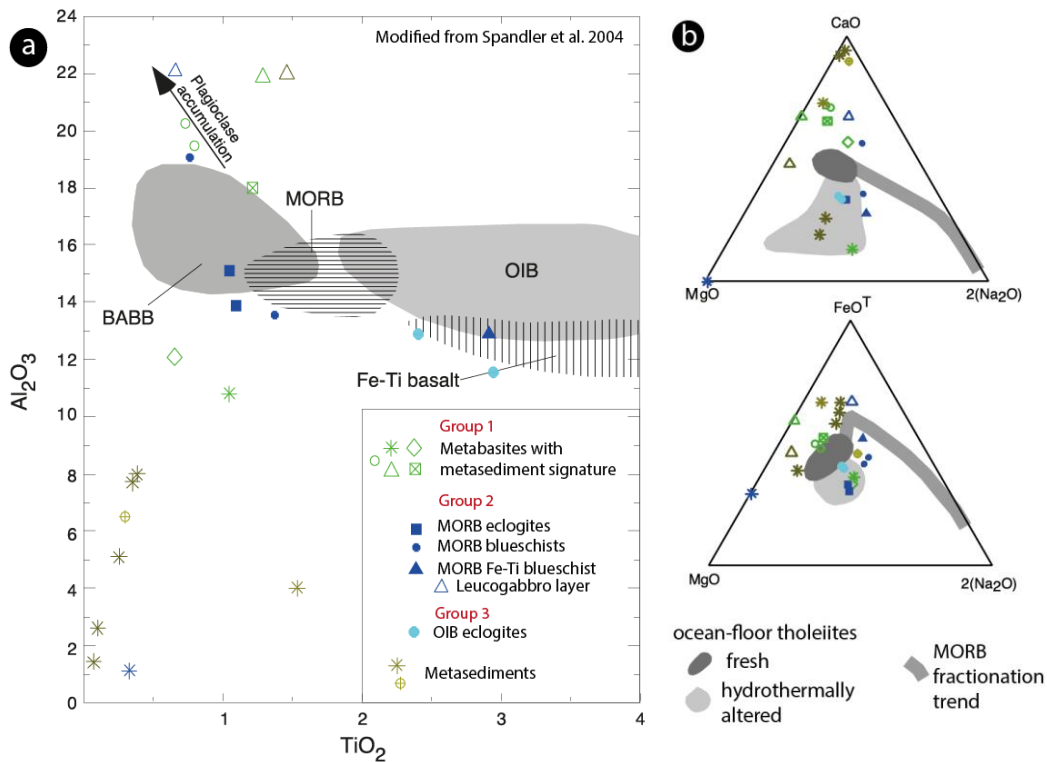 a
Modified from Spandler et al. 2004
24
22
20
18
16
14
12
10
8
6
4
2
0
Al2O3
Plagioclase
accumulation
MORB
BABB
OIB
Fe-Ti basalt
Group 1
Metabasites with
metasediment signature
Group 2
MORB eclogites
MORB blueschists
MORB Fe-Ti blueschist
Leucogabbro layer
Group 3
OIB eclogites
Metasediments
1
2
3
4
TiO2
b
CaO
MgO
2(Na2O)
FeOT
MgO
2(Na2O)
ocean-floor tholeiites
fresh
hydrothermally
altered
MORB
fractionation
trend